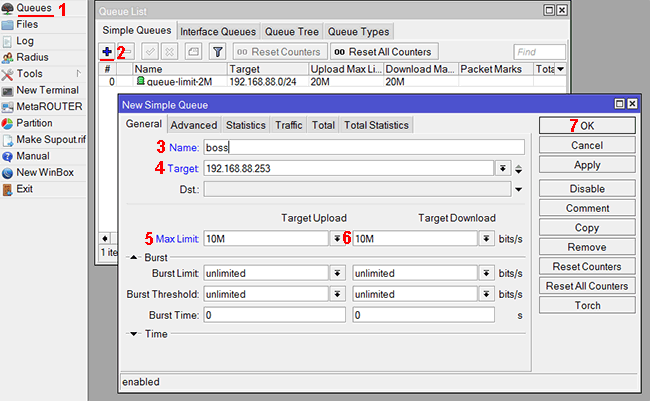 Queues 1
Files
Log
Radius
Tools
New Terminal
MetaROUTER
Partition
Make Supout.rif
Manual
New WinBox
Exit
Queue List
Simple Queues Interface Queues Queue Tree Queue Types
2 00 Reset Counters 00 Reset All Counters Find
# Name Target Upload Max Li... Download Ma... Packet Marks Tota
0 queue-limit-2M 192.168.88.0/24 20M 20M
1 ite
New Simple Queue
General Advanced Statistics Traffic Total Total Statistics
3 Name: boss
4 Target: 192.168.88.253
Dst.:
Target Upload Target Download
5 Max Limit: 10M 6 10M bits/s
Burst
Burst Limit: unlimited unlimited bits/s
Burst Threshold: unlimited unlimited bits/s
Burst Time: 0 0 s
Time
enabled
7 OK
Cancel
Apply
Disable
Comment
Copy
Remove
Reset Counters
Reset All Counters
Torch